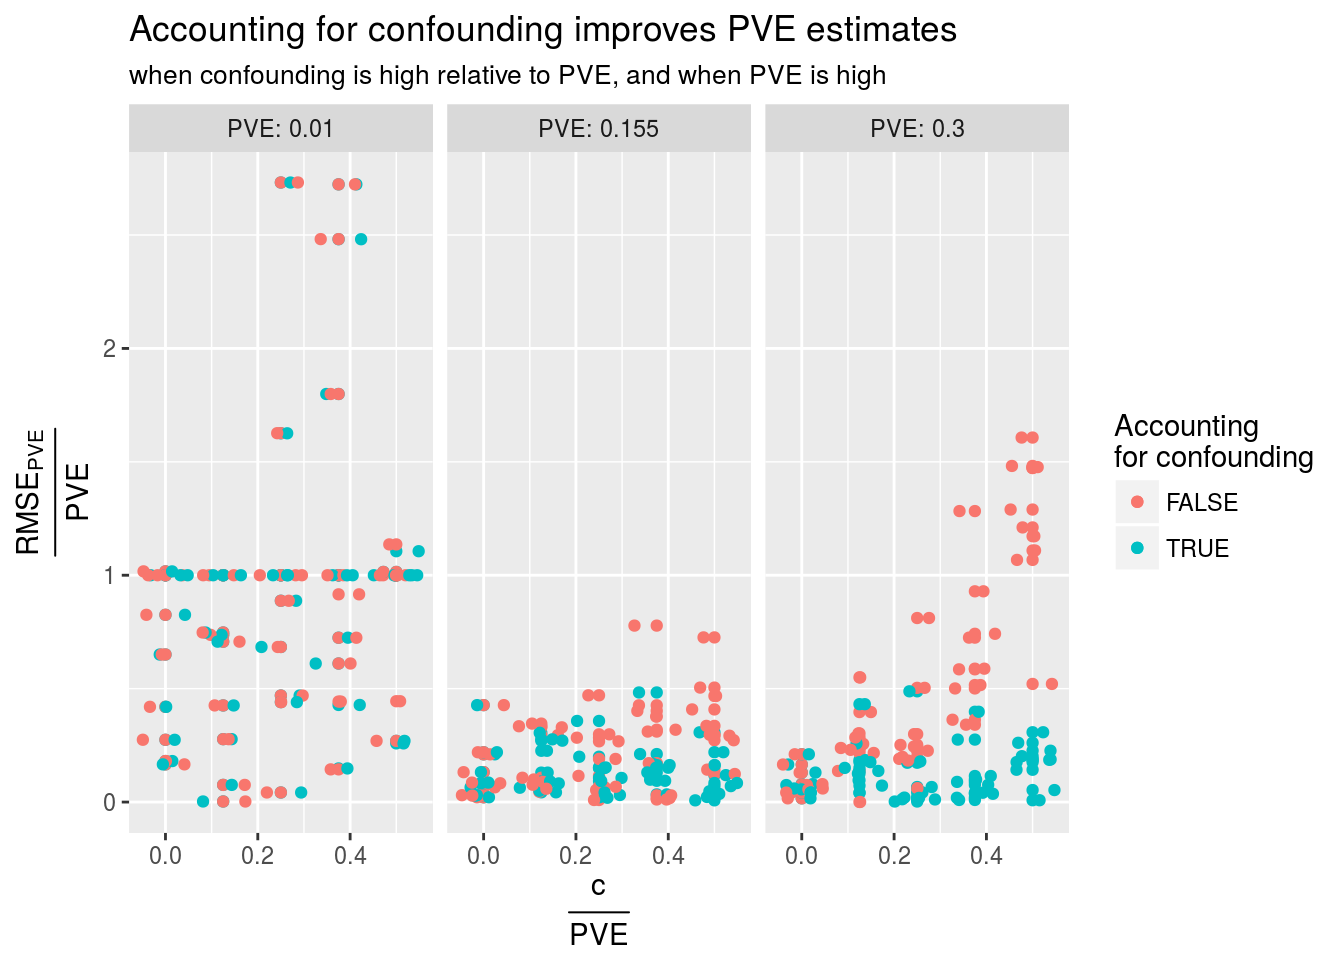 Accounting for confounding improves PVE estimates
when confounding is high relative to PVE, and when PVE is high
PVE: 0.01
PVE: 0.155
PVE: 0.3
2
1
0
RMSE_PVE
PVE
0.0
0.2
0.4
0.0
0.2
0.4
0.0
0.2
0.4
c
PVE
Accounting
for confounding
FALSE
TRUE